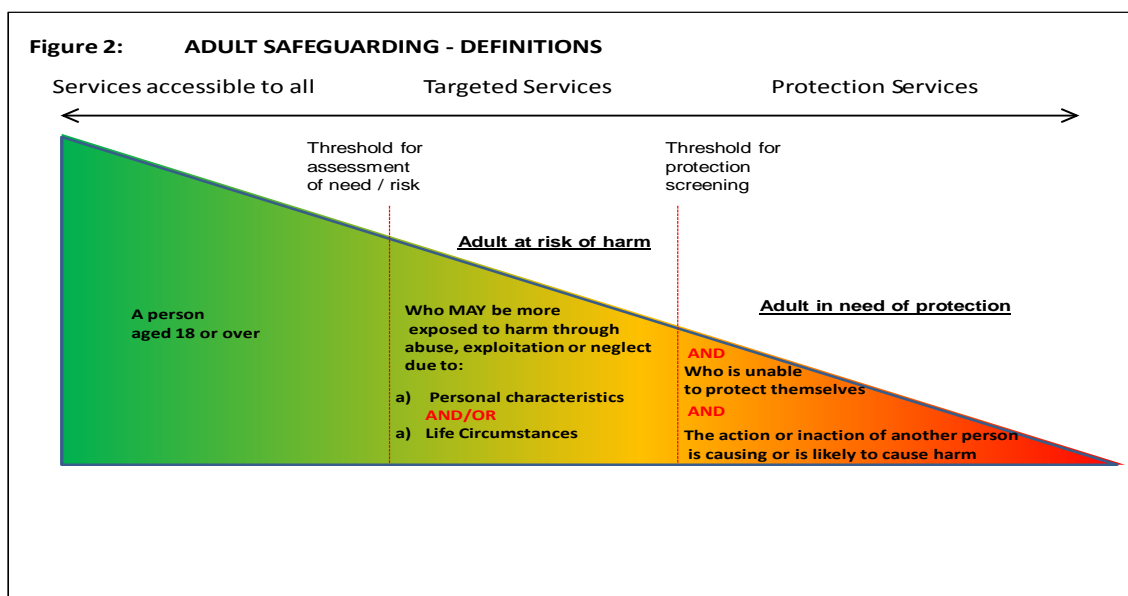 Figure 2: ADULT SAFEGUARDING - DEFINITIONS
Services accessible to all
Targeted Services
Protection Services
Threshold for
assessment
of need / risk
Threshold for
protection
screening
Adult at risk of harm
Adult in need of protection
A person
aged 18 or over
Who MAY be more
exposed to harm through
abuse, exploitation or neglect
due to:
a) Personal characteristics
AND/OR
a) Life Circumstances
AND
Who is unable
to protect themselves
AND
The action or inaction of another person
is causing or is likely to cause harm